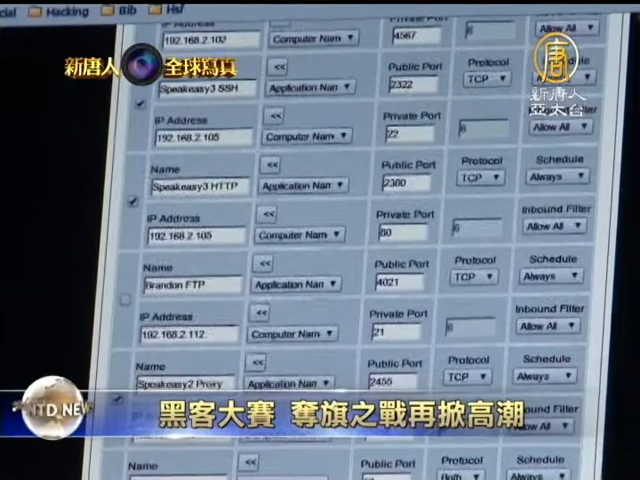 Hacking Bib Hsf
IP Address Private Port
192.168.2.102 Computer Nam 4567 6 Allow All
新唐人 全球寫真
唐
新唐人
亞太台
<< Public Port Protocol
Speakeasy3 SSH Application Nam 2322 TCP
IP Address << Private Port Filter
192.168.2.105 Computer Nam 22 6 Allow All
Name << Public Port Protocol Schedule
Speakeasy3 HTTP Application Nam 2380 TCP Always
IP Address << Private Port Inbound Filter
192.168.2.105 Computer Nam 80 6 Allow All
Name << Public Port Protocol Schedule
Brandon FTP Application Nam 4021 TCP Always
IP Address << Private Port Inbound Filter
192.168.2.112 Computer Nam 21 6 Allow All
Name << Public Port Protocol Schedule
Speakeasy2 Proxy Application Nam 2455 TCP Always
NTD NEWS
黑客大賽 奪旗之戰再掀高潮
Name << Public Port Protocol Schedule
Application Nam Both Always